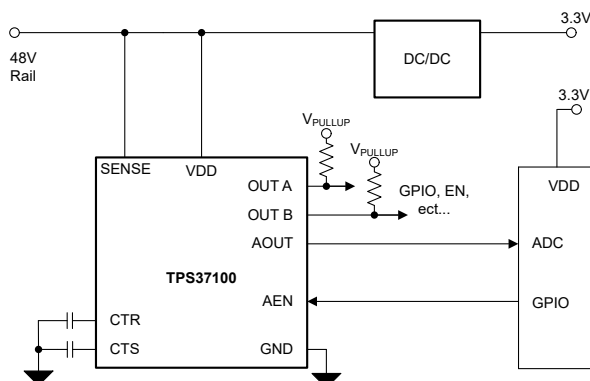 3.3V
48V
Rail
DC/DC
3.3V
VPULLUP
VPULLUP
SENSE
VDD
VDD
OUT A
GPIO, EN,
ect...
OUT B
AOUT
ADC
TPS37100
AEN
GPIO
CTR
CTS
GND